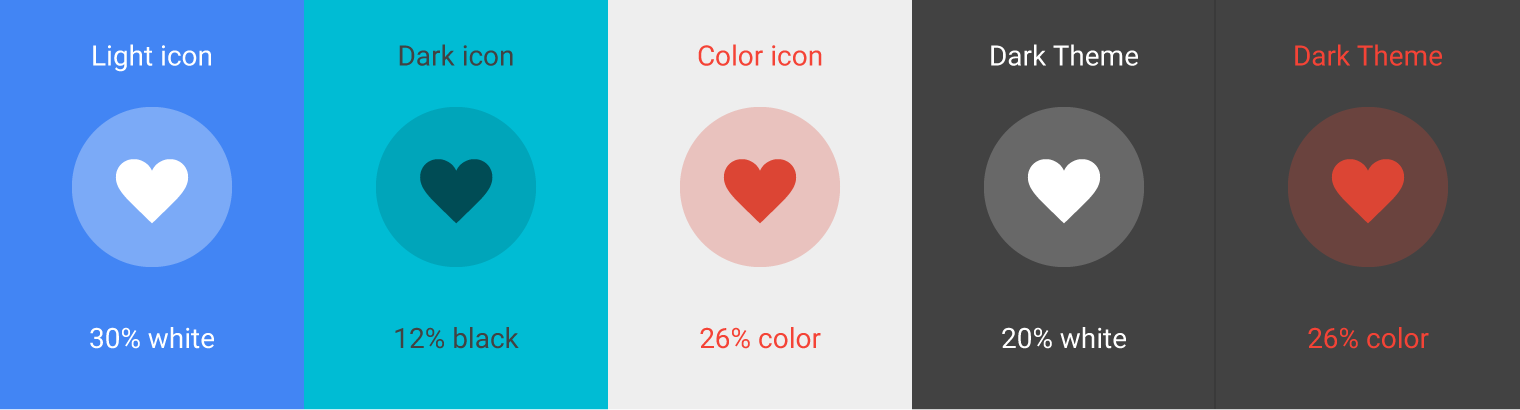 Light icon
Dark icon
Color icon
Dark Theme
Dark Theme
30% white
12% black
26% color
20% white
26% color